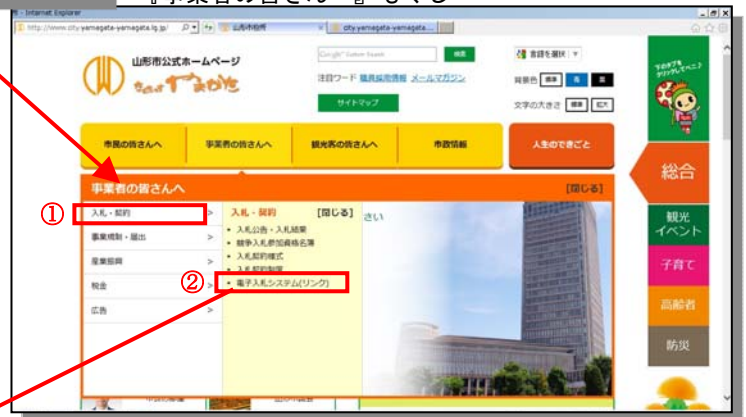 - Internet Explorer
http://www.city.yamagata-yamagata.lg.jp/
山形市役所
city.yamagata-yamagata....
山形市公式ホームページ
検索
言語を選択
注目ワード 職員採用情報 メールマガジン
背景色 標準 青 黒
サイトマップ
文字の大きさ 標準 拡大
市民の皆さんへ
事業者の皆さんへ
観光客の皆さんへ
市政情報
人生のできごと
総合
事業者の皆さんへ
[閉じる]
① 入札・契約 >
入札・契約 [閉じる]
さい
観光
イベント
事業規制・届出 >
・ 入札公告・入札結果
・ 競争入札参加資格名簿
産業振興 >
・ 入札契約様式
・ 入札契約制度
子育て
税金 >
② ・ 電子入札システム(リンク)
広告 >
高齢者
防災